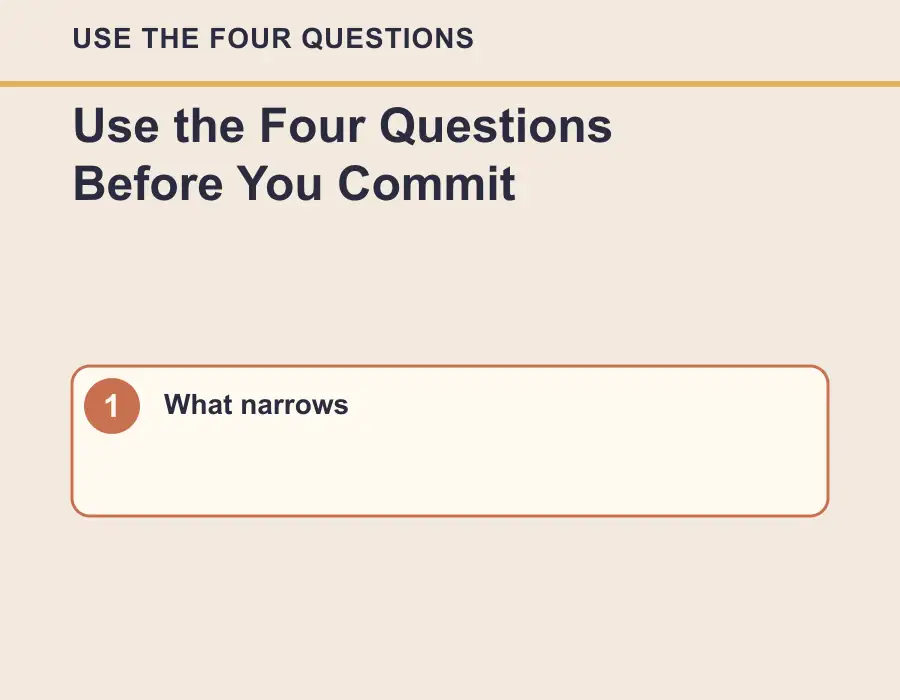 USE THE FOUR QUESTIONS
Use the Four Questions
Before You Commit
1 What narrows